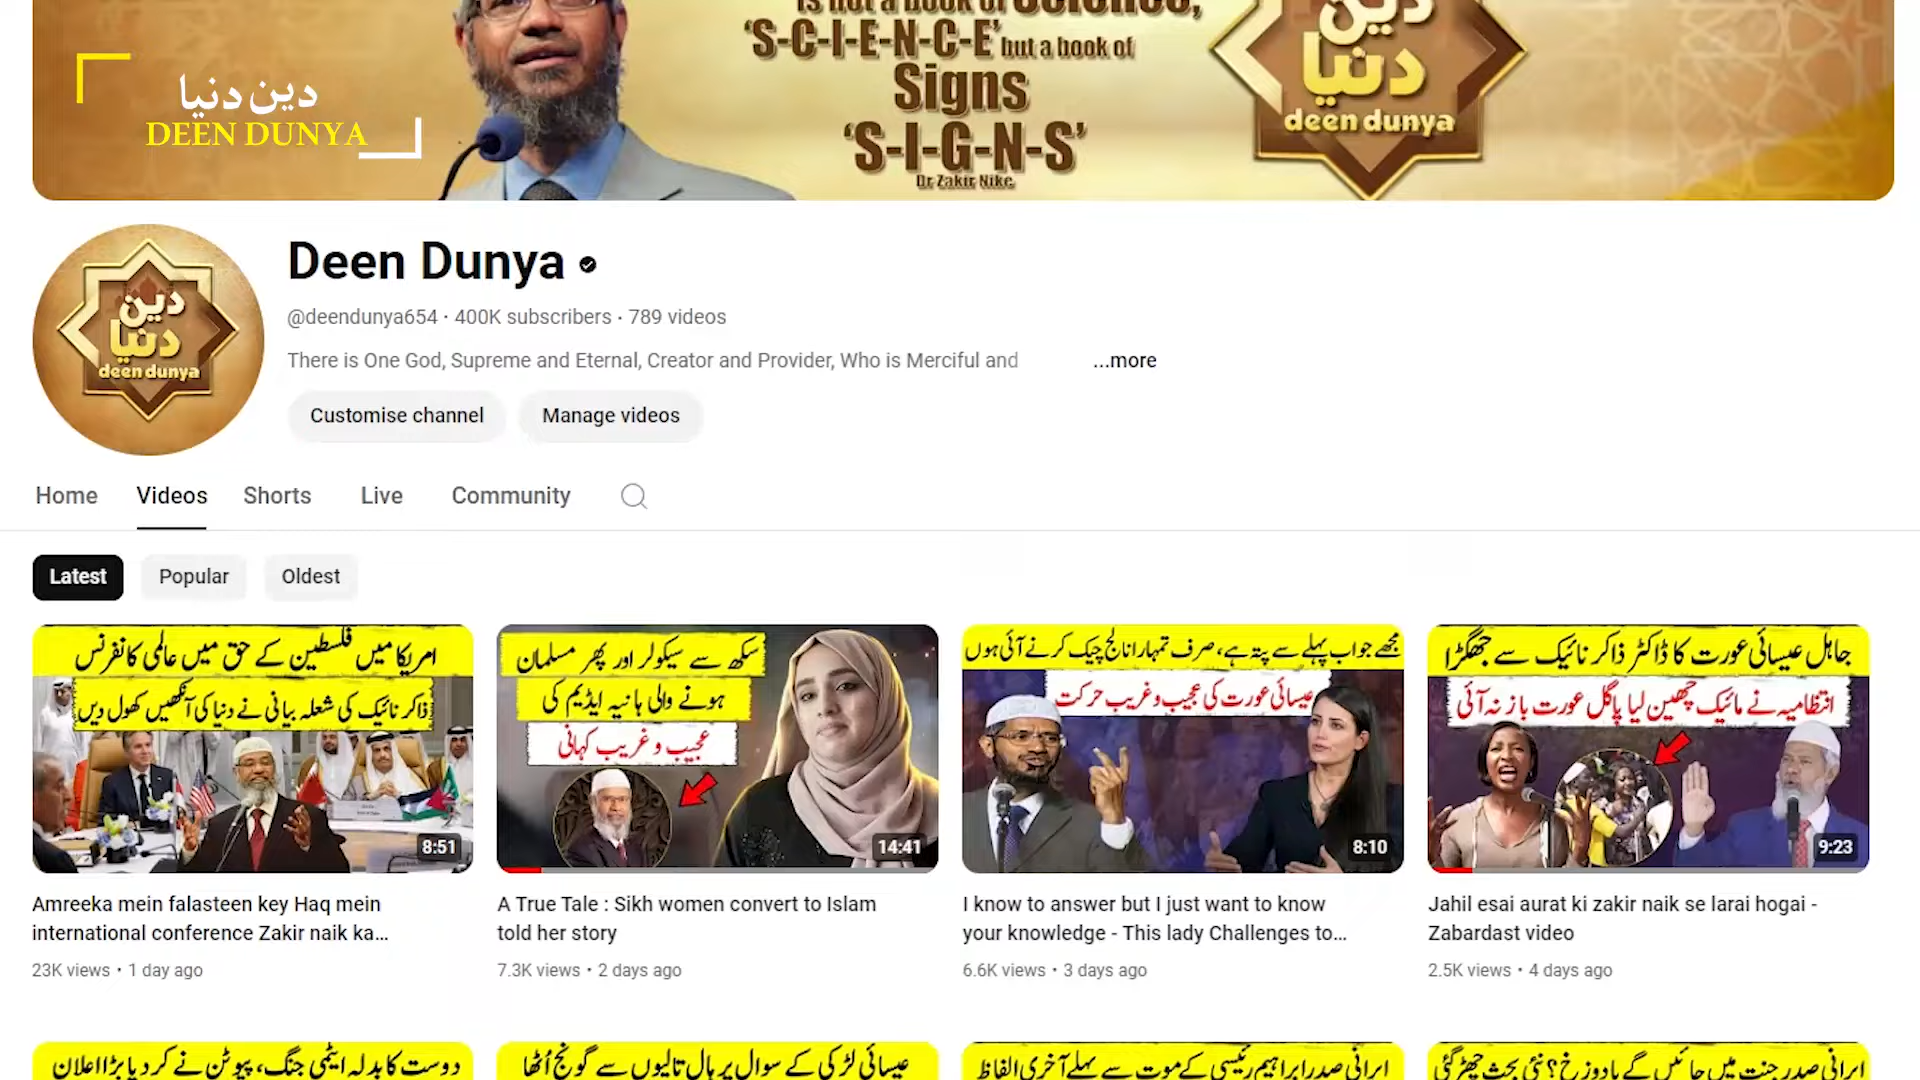 is not a book of Science,
'S-C-I-E-N-C-E' but a book of
Signs
'S-I-G-N-S'
Dr Zakir Nike.
دین دنیا
deen dunya
دین دنیا
DEEN DUNYA
دین
دنیا
deen dunya
Deen Dunya
@deendunya654 · 400K subscribers · 789 videos
There is One God, Supreme and Eternal, Creator and Provider, Who is Merciful and ...more
Customise channel
Manage videos
Home Videos Shorts Live Community
Latest Popular Oldest
امریکا میں فلسطین کے حق میں عالمی کانفرنس
ذاکر نائیک کی شعلہ بیانی نے دنیا کی آنکھیں کھول دیں
8:51
Amreeka mein falasteen key Haq mein
international conference Zakir naik ka...
23K views • 1 day ago
سکھ سے سیکولر اور پھر مسلمان
ہونے والی ہانیہ ایڈیم کی
عجیب و غریب کہانی
14:41
A True Tale : Sikh women convert to Islam
told her story
7.3K views • 2 days ago
مجھے جواب پہلے سے پتہ ہے، صرف تمہارا نالج چیک کرنے آئی ہوں
عیسائی عورت کی عجیب و غریب حرکت
8:10
I know to answer but I just want to know
your knowledge - This lady Challenges to...
6.6K views • 3 days ago
جاہل عیسائی عورت کا ڈاکٹر ذاکر نائیک سے جھگڑا
انتظامیہ نے مائیک چھین لیا پاگل عورت باز نہ آئی
9:23
Jahil esai aurat ki zakir naik se larai hogai -
Zabardast video
2.5K views • 4 days ago
دوست کا بدلہ ایٹمی جنگ، پیوٹن نے کر دیا بڑا اعلان
عیسائی لڑکی کے سوال پر ہال تالیوں سے گونج اُٹھا
ایرانی صدر ابراہیم رئیسی کے موت سے پہلے آخری الفاظ
ایرانی صدر جنت میں جائیں گے یا دوزخ؟ نئی بحث چھڑ گئی